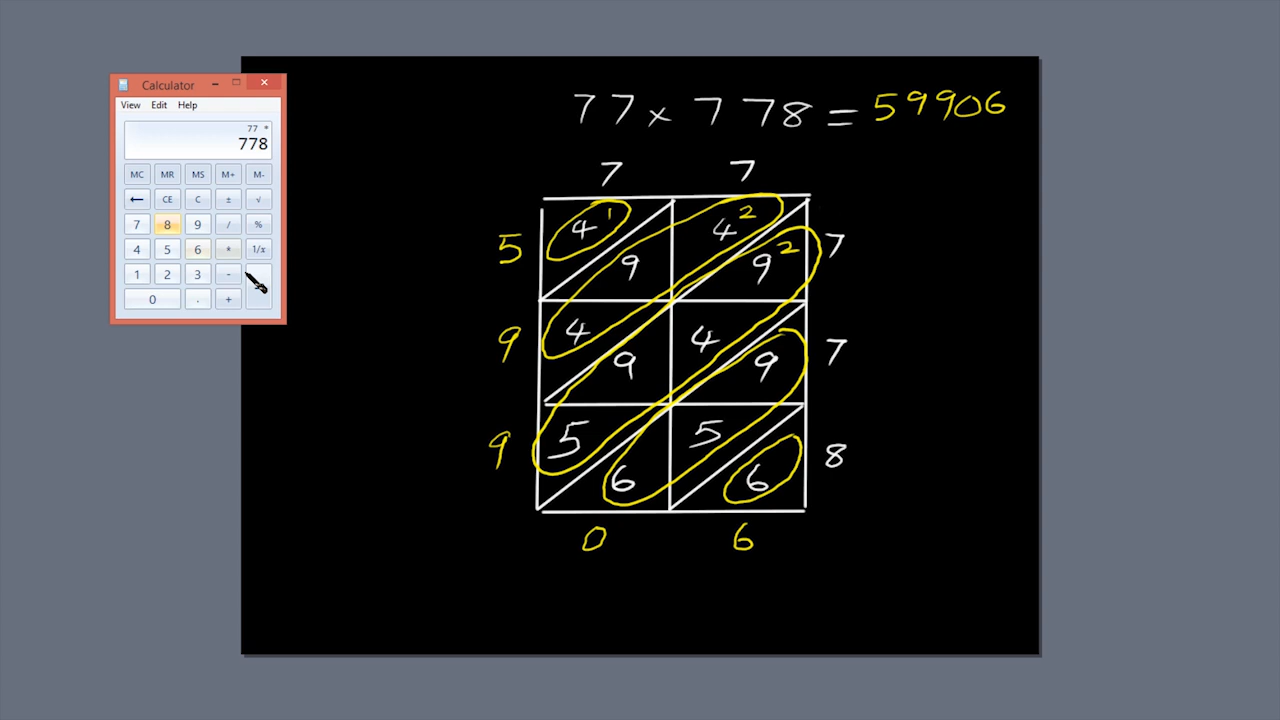 Calculator
View Edit Help
77 *
778
MC MR MS M+ M-
← CE C ± √
7 8 9 / %
4 5 6 * 1/x
1 2 3 -
0 . +
77 × 778 = 59906
7 7
5 4 1 4 2 7
9 9 2
9 4 4 7
9 9
9 5 5 8
6 6
0 6